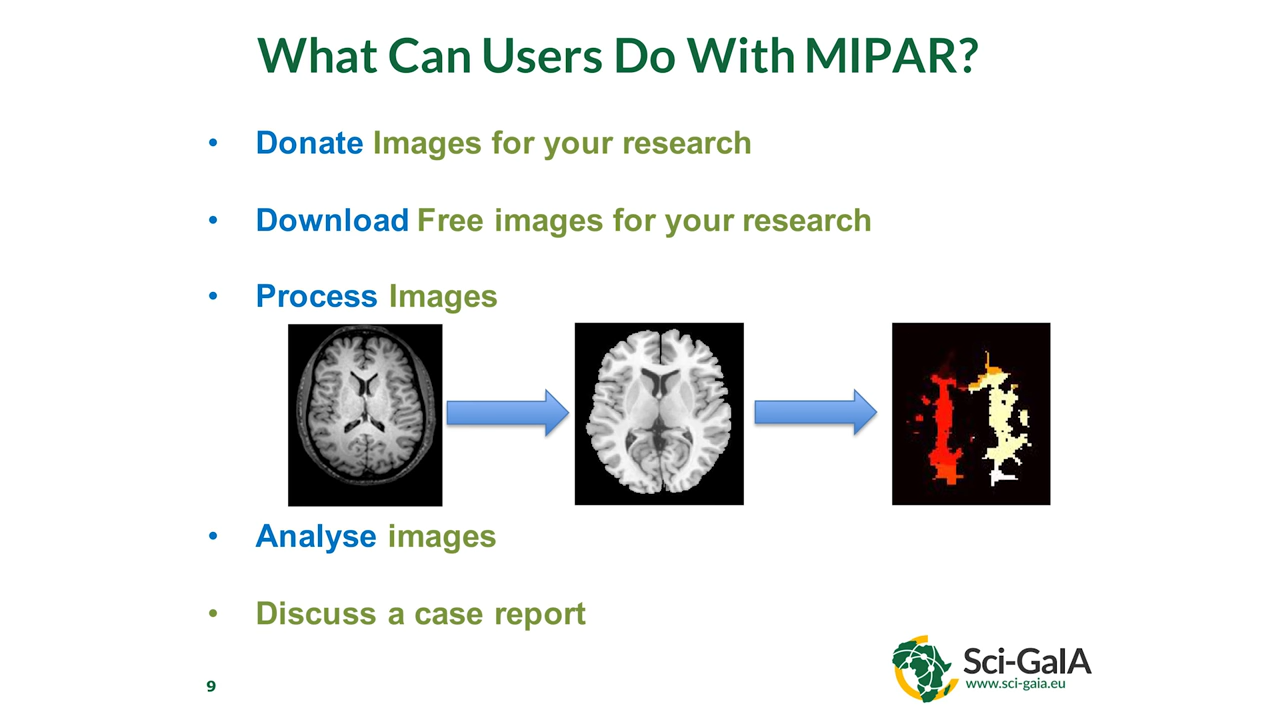 What Can Users Do With MIPAR?
• Donate Images for your research
• Download Free images for your research
• Process Images
• Analyse images
• Discuss a case report
Sci-GaIA
www.sci-gaia.eu
9